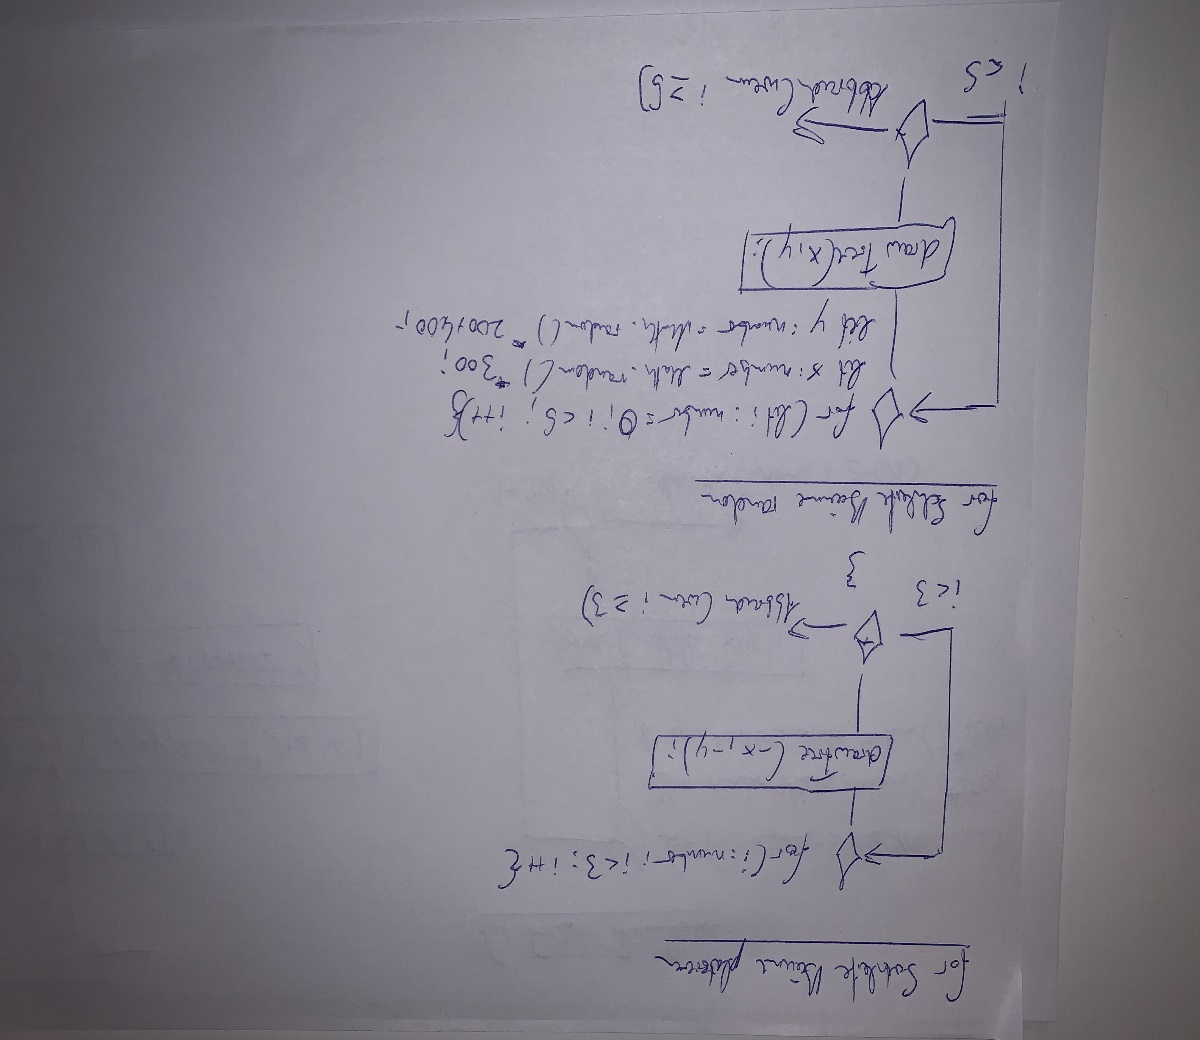 for Schleife Bäume platzieren
for (i: number i < 3; i++ {
drawTree (-x, -y);
Abbruch (wenn i ≥ 3)
i < 3
}
for Schleife Bäume random
for (let i: number = 0; i < 5; i++) {
let x: number = Math.random() * 300;
let y: number = Math.random() * 200 + 400;
drawTree (x, y);
Abbruch (wenn i ≥ 5)
i < 5